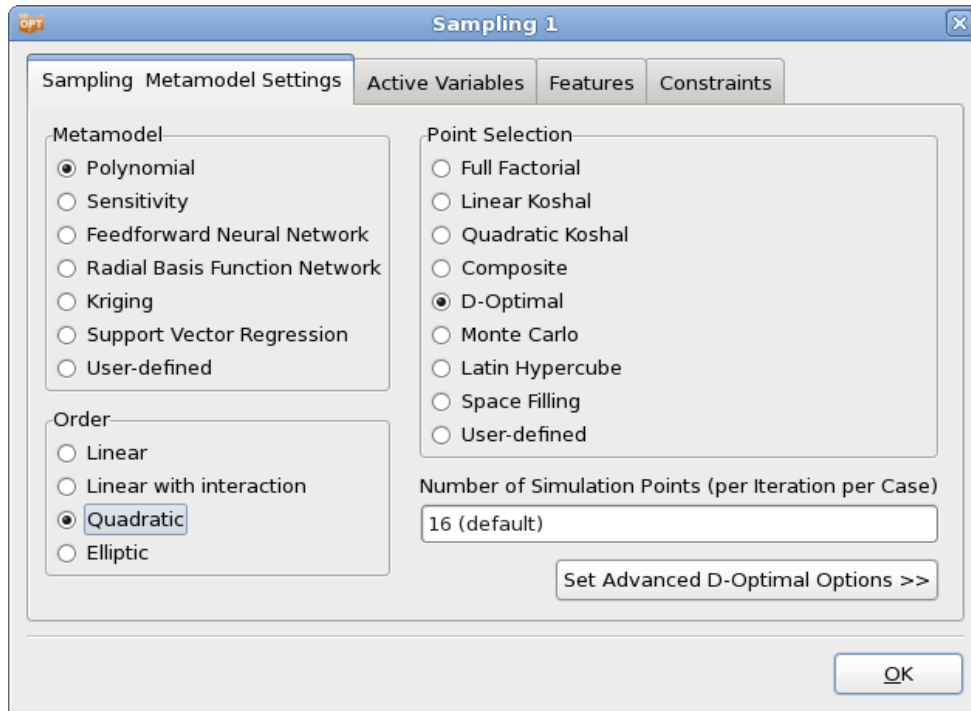 OPT
Sampling 1
Sampling Metamodel Settings
Active Variables
Features
Constraints
Metamodel
Polynomial
Sensitivity
Feedforward Neural Network
Radial Basis Function Network
Kriging
Support Vector Regression
User-defined
Order
Linear
Linear with interaction
Quadratic
Elliptic
Point Selection
Full Factorial
Linear Koshal
Quadratic Koshal
Composite
D-Optimal
Monte Carlo
Latin Hypercube
Space Filling
User-defined
Number of Simulation Points (per Iteration per Case)
16 (default)
Set Advanced D-Optimal Options >>
OK